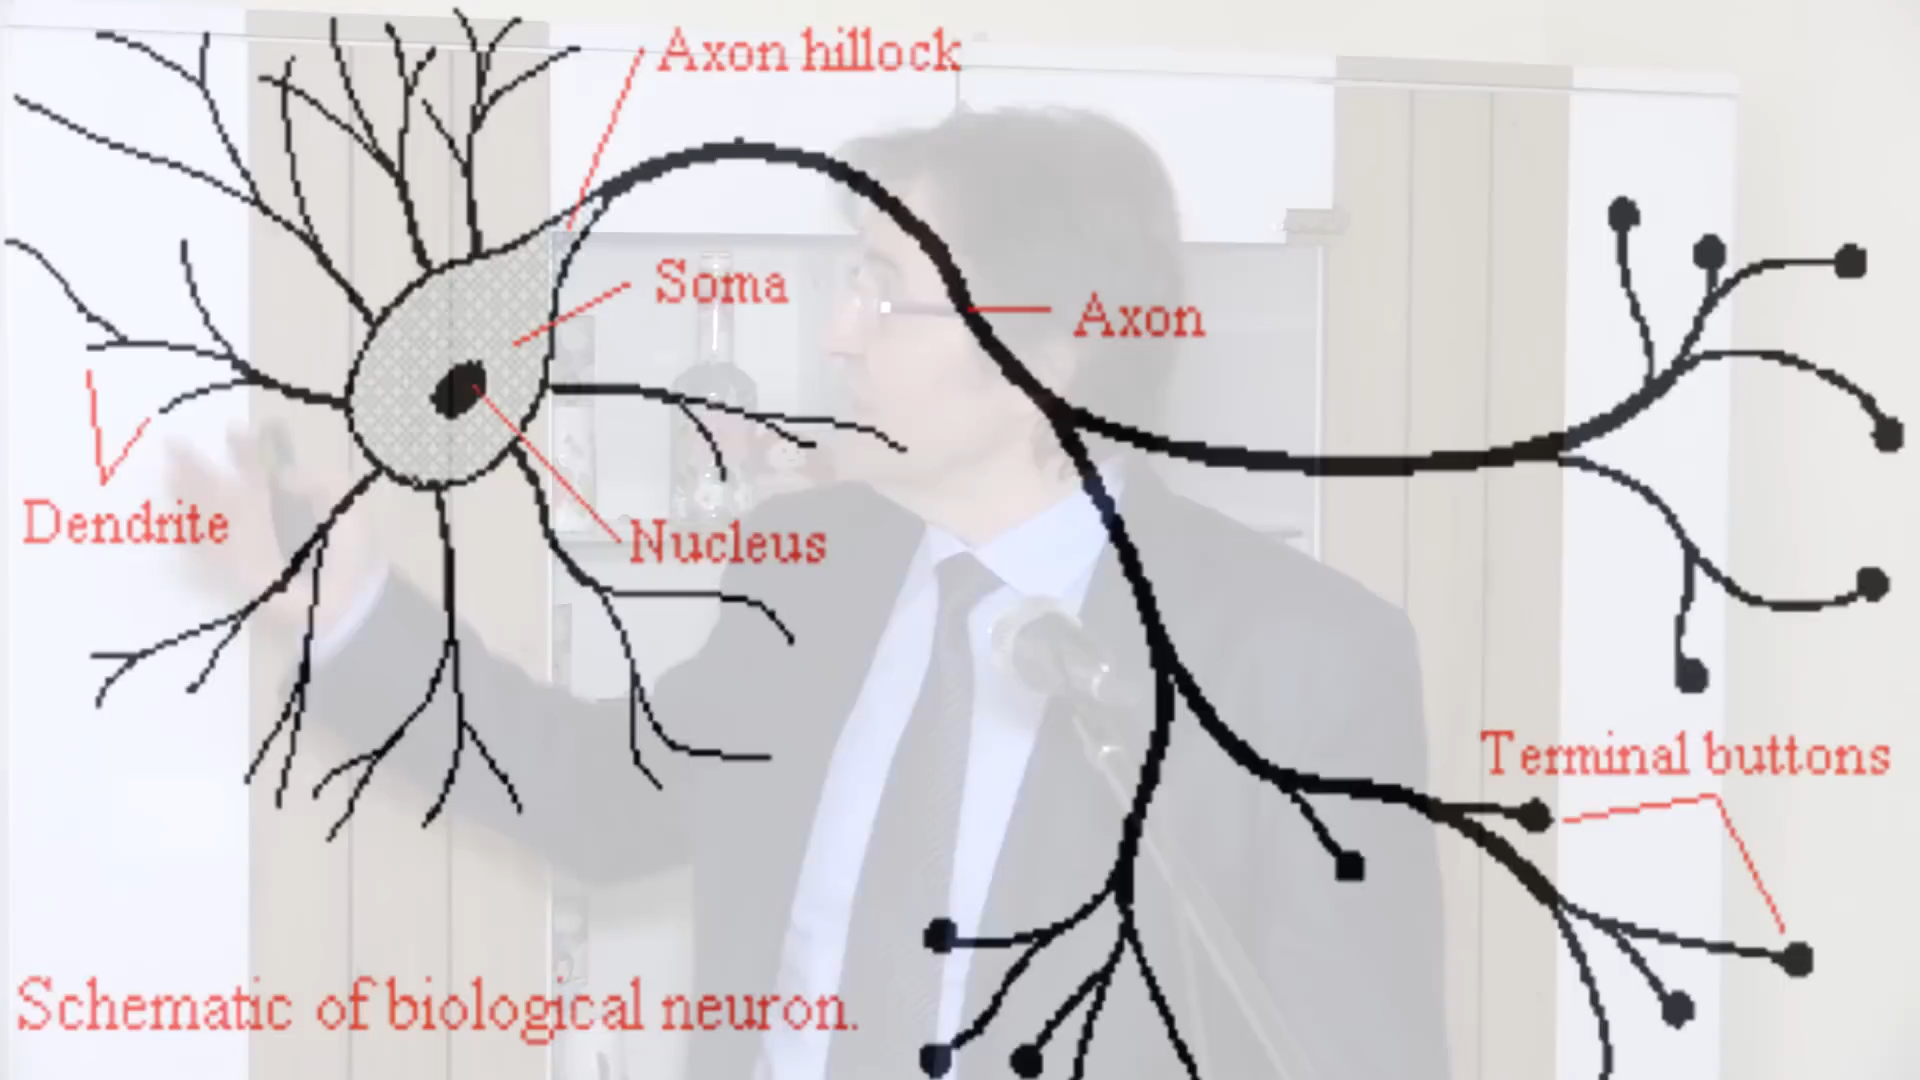 Axon hillock
Soma
Axon
Dendrite
Nucleus
Terminal buttons
Schematic of biological neuron.